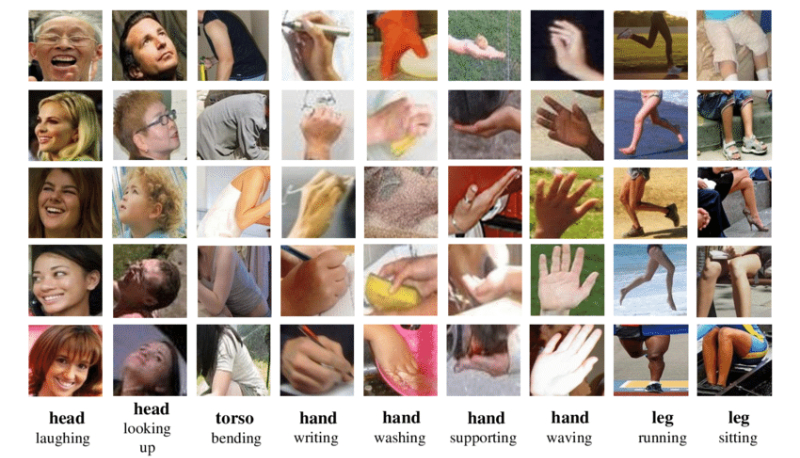 head
laughing
head
looking
up
torso
bending
hand
writing
hand
washing
hand
supporting
hand
waving
leg
running
leg
sitting